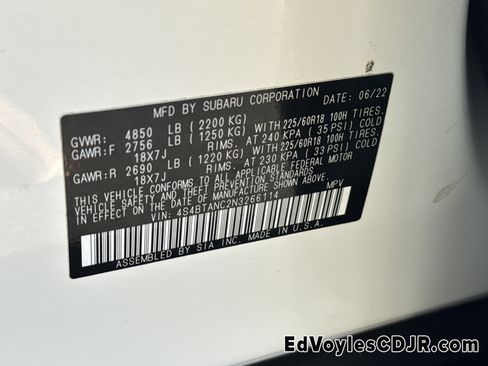 MFD BY SUBARU CORPORATION DATE 06/22
GVWR: 4850 LB (2200 KG)
GAWR:F 2756 LB (1250 KG) WITH 225/60R18 100H TIRES.
18X7J RIMS. AT 240 KPA (35 PSI) COLD
GAWR:R 2690 LB (1220 KG) WITH 225/60R18 100H TIRES.
18X7J RIMS. AT 230 KPA (33 PSI) COLD
THIS VEHICLE CONFORMS TO ALL APPLICABLE FEDERAL MOTOR
VEHICLE SAFETY AND THEFT PREVENTION STANDARDS
IN EFFECT ON THE DATE OF MANUFACTURE SHOWN ABOVE.
VIN: 4S4BTANC2N3266114 MPV
ASSEMBLED BY SIA INC. MADE IN U.S.A.
EdVoylesCDJR.com